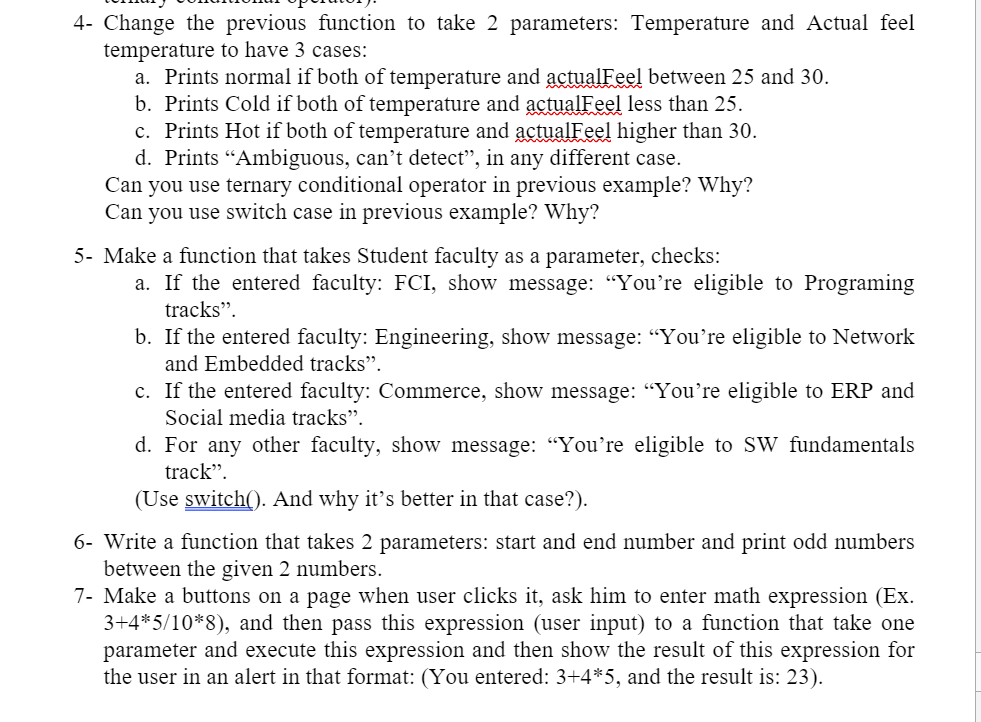 4- Change the previous function to take 2 parameters: Temperature and Actual feel
temperature to have 3 cases:
a. Prints normal if both of temperature and actualFeel between 25 and 30.
b. Prints Cold if both of temperature and actualFeel less than 25.
c. Prints Hot if both of temperature and actualFeel higher than 30.
d. Prints “Ambiguous, can’t detect”, in any different case.
Can you use ternary conditional operator in previous example? Why?
Can you use switch case in previous example? Why?
5- Make a function that takes Student faculty as a parameter, checks:
a. If the entered faculty: FCI, show message: “You’re eligible to Programing
tracks”.
b. If the entered faculty: Engineering, show message: “You’re eligible to Network
and Embedded tracks”.
c. If the entered faculty: Commerce, show message: “You’re eligible to ERP and
Social media tracks”.
d. For any other faculty, show message: “You’re eligible to SW fundamentals
track”.
(Use switch(). And why it’s better in that case?).
6- Write a function that takes 2 parameters: start and end number and print odd numbers
between the given 2 numbers.
7- Make a buttons on a page when user clicks it, ask him to enter math expression (Ex.
3+4*5/10*8), and then pass this expression (user input) to a function that take one
parameter and execute this expression and then show the result of this expression for
the user in an alert in that format: (You entered: 3+4*5, and the result is: 23).